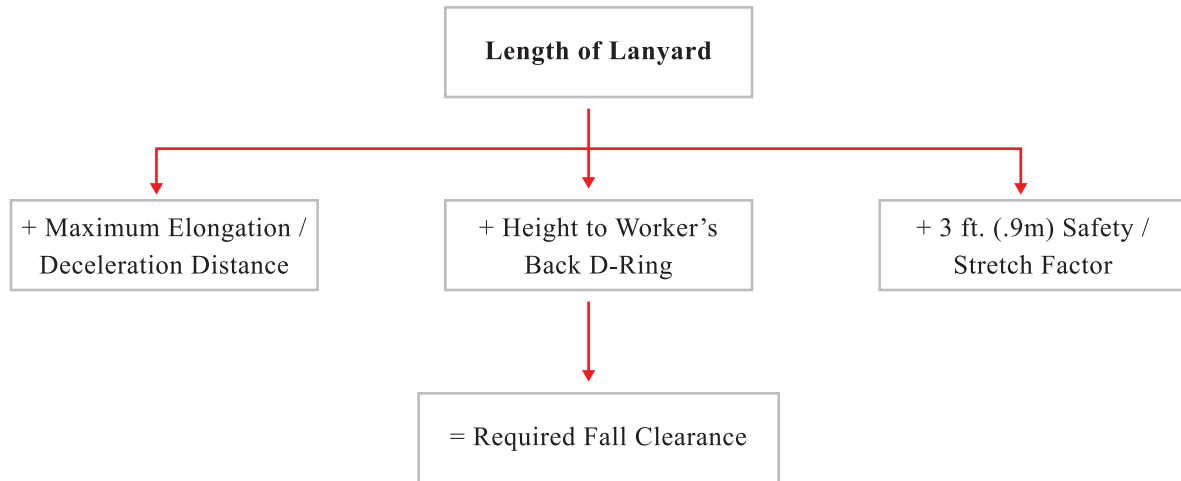 Length of Lanyard
+ Maximum Elongation /
Deceleration Distance
+ Height to Worker’s
Back D-Ring
+ 3 ft. (.9m) Safety /
Stretch Factor
= Required Fall Clearance